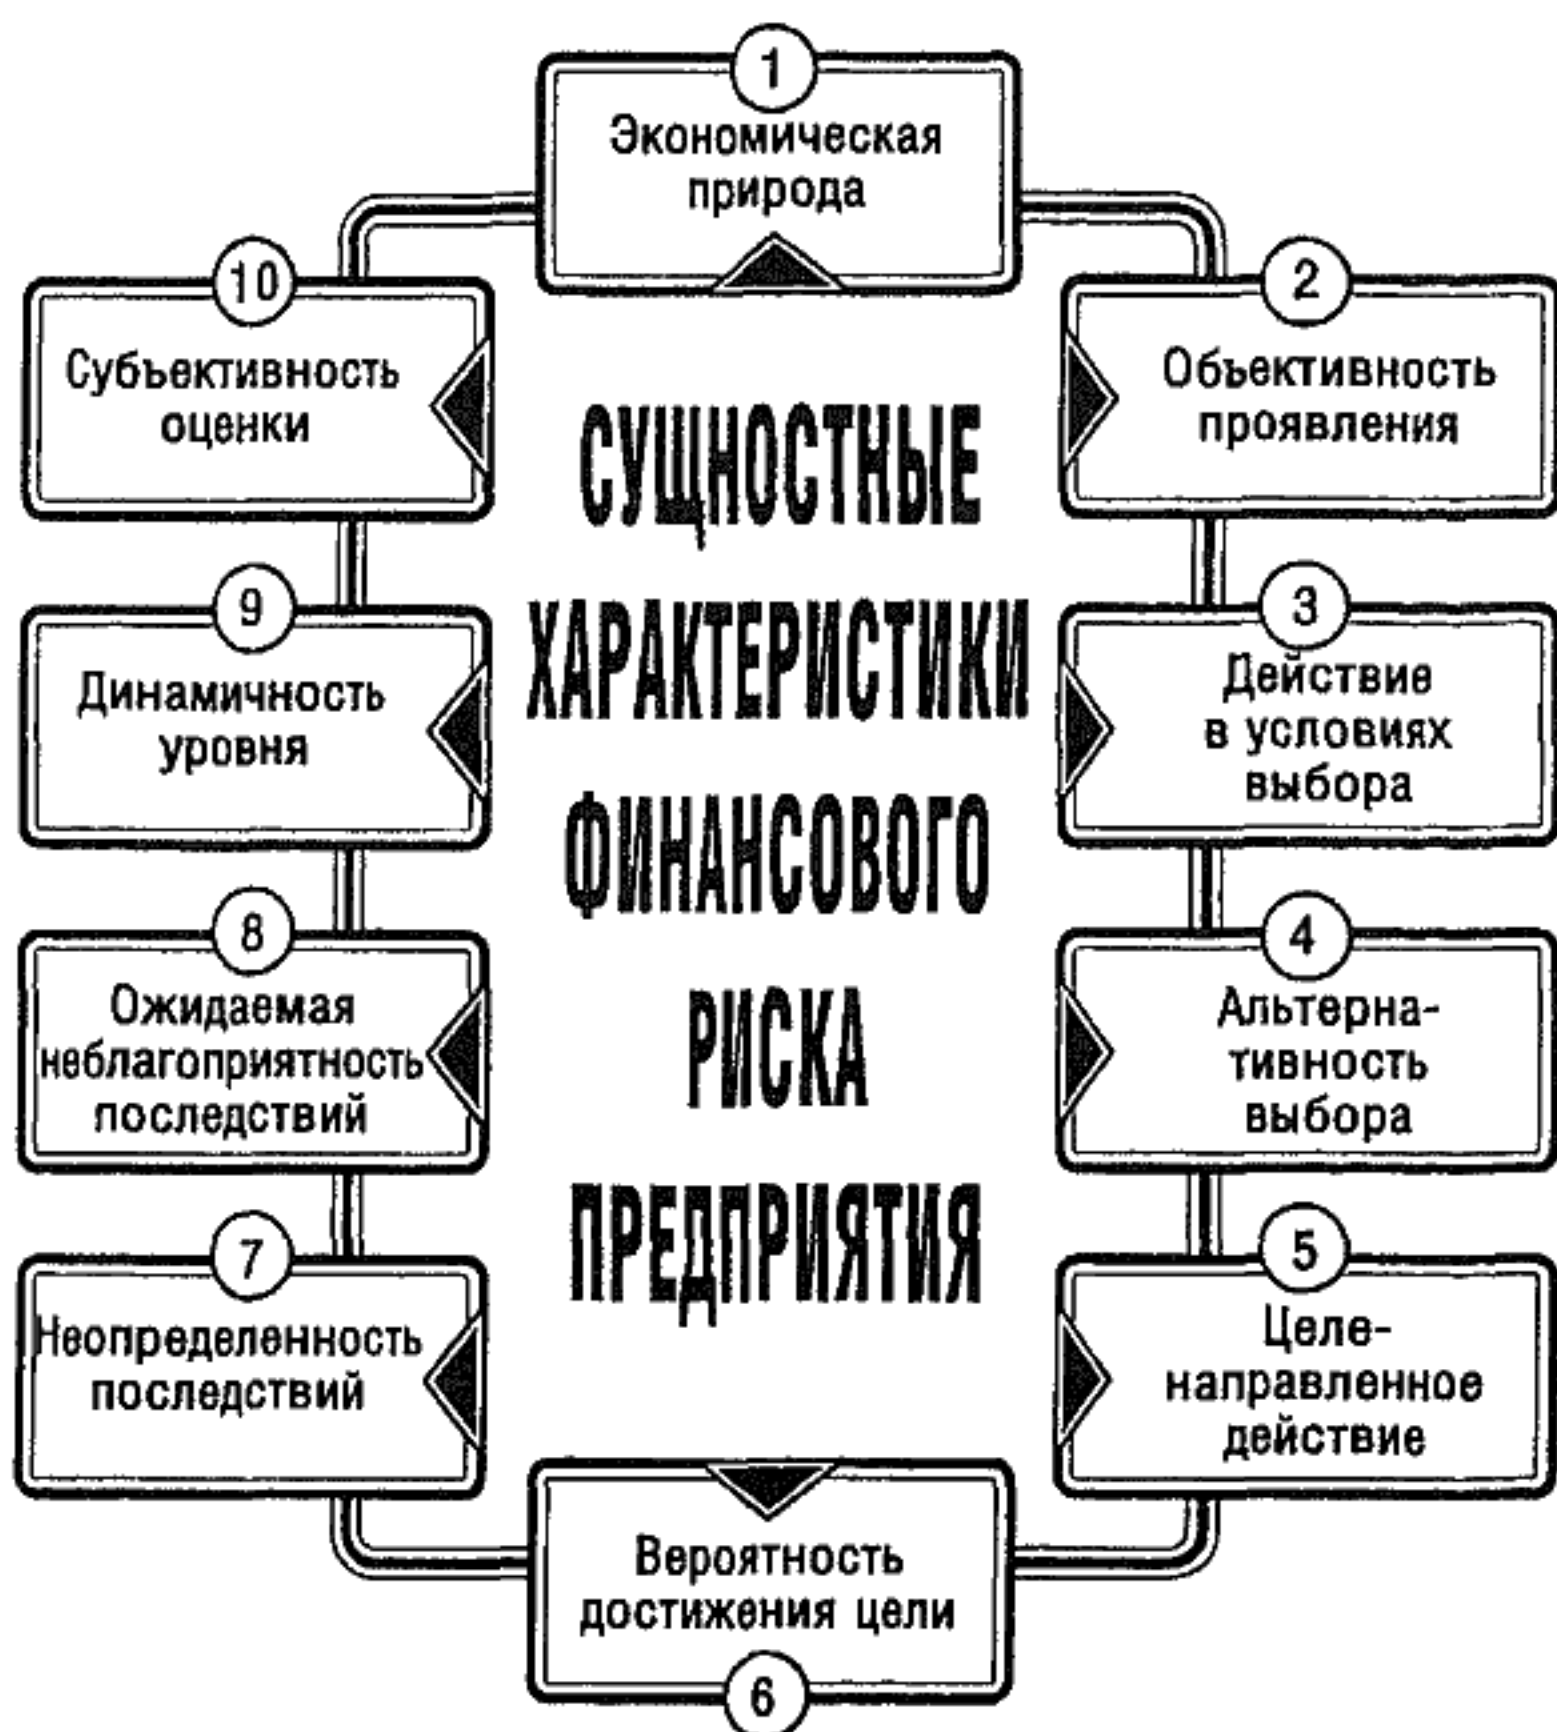 1
Экономическая
природа
2
Объективность
проявления
3
Действие
в условиях
выбора
4
Альтерна-
тивность
выбора
5
Целе-
направленное
действие
6
Вероятность
достижения цели
7
Неопределенность
последствий
8
Ожидаемая
неблагоприятность
последствий
9
Динамичность
уровня
10
Субъективность
оценки
СУЩНОСТНЫЕ
ХАРАКТЕРИСТИКИ
ФИНАНСОВОГО
РИСКА
ПРЕДПРИЯТИЯ